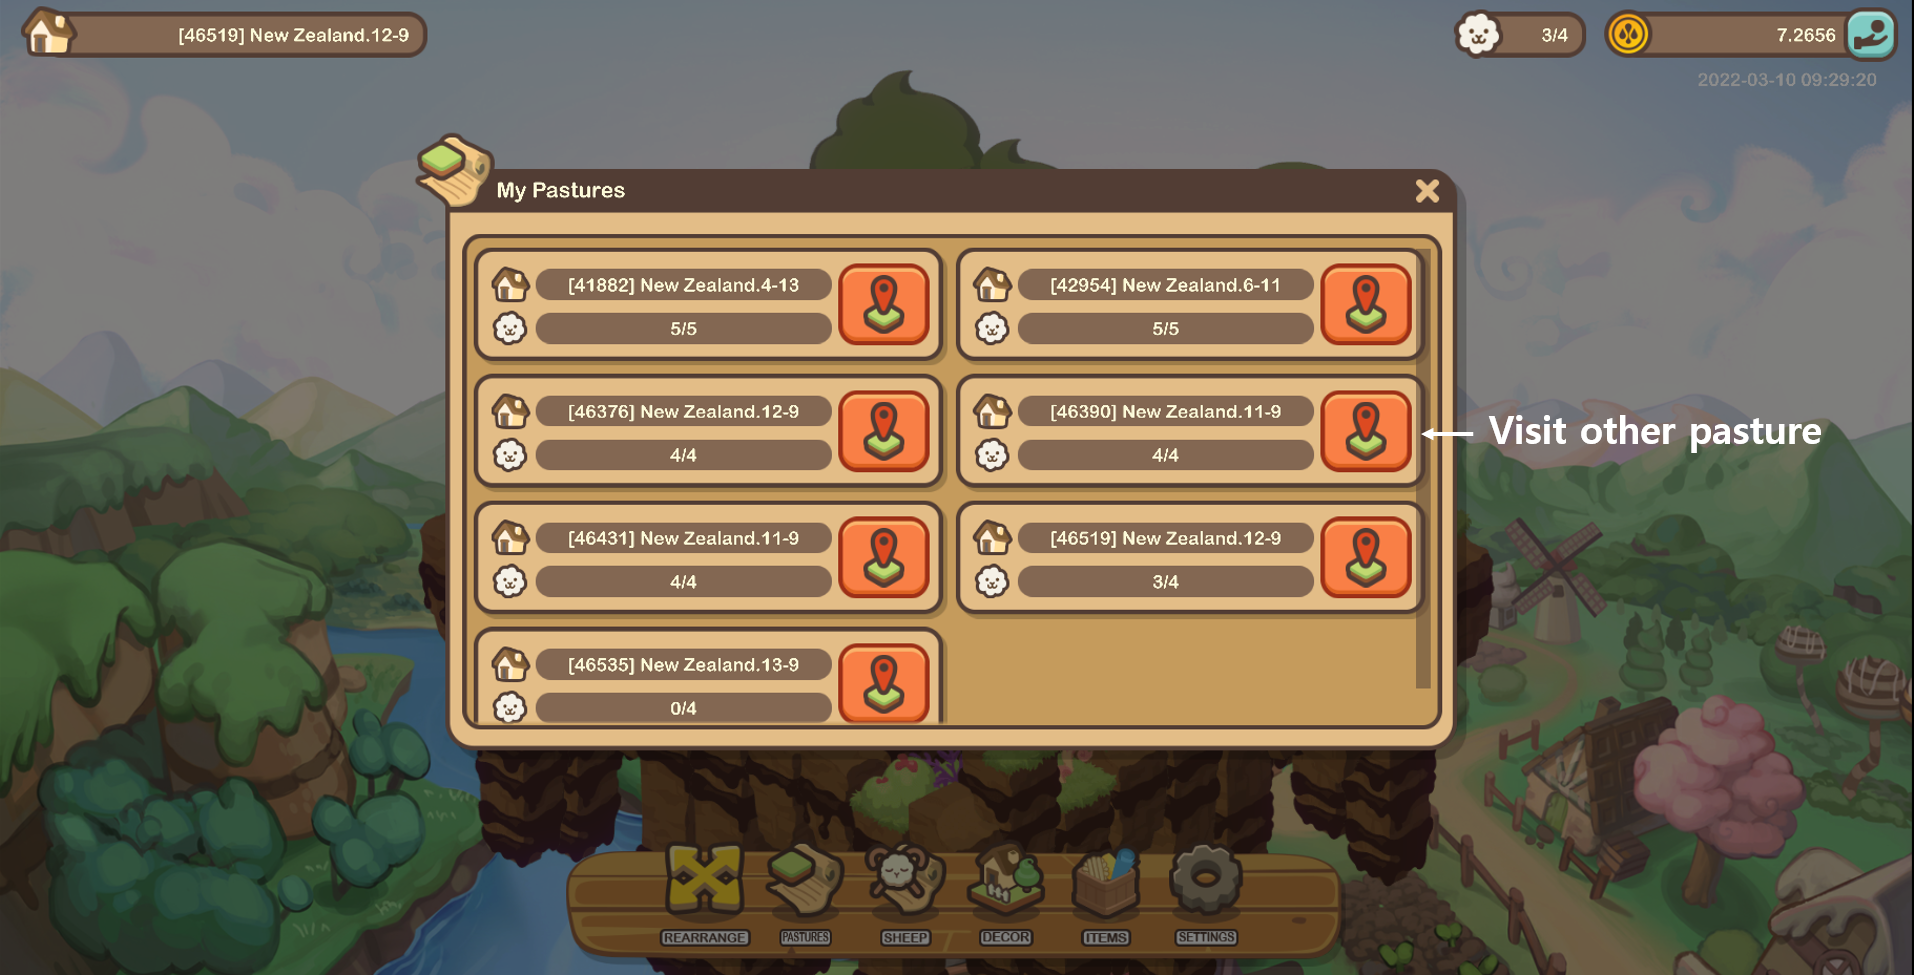 [46519] New Zealand.12-9
3/4
7.2656
2022-03-10 09:29:20
My Pastures
[41882] New Zealand.4-13
5/5
[42954] New Zealand.6-11
5/5
[46376] New Zealand.12-9
4/4
[46390] New Zealand.11-9
4/4
Visit other pasture
[46431] New Zealand.11-9
4/4
[46519] New Zealand.12-9
3/4
[46535] New Zealand.13-9
0/4
REARRANGE
PASTURES
SHEEP
DECOR
ITEMS
SETTINGS